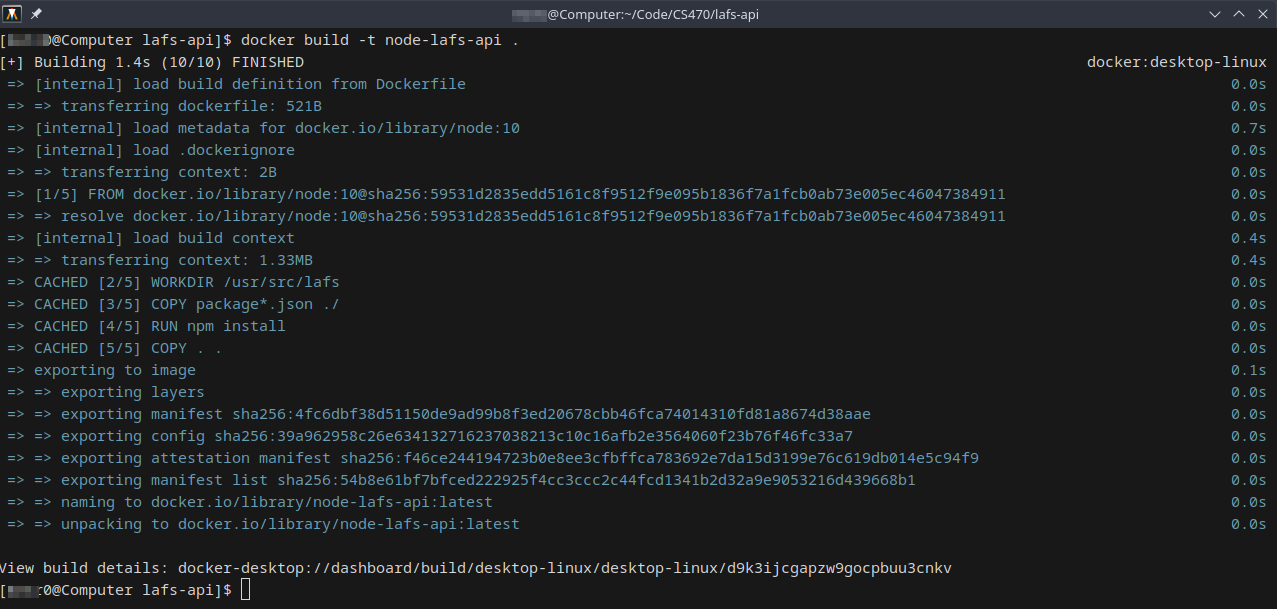 @Computer:~/Code/CS470/lafs-api
@Computer lafs-api]$ docker build -t node-lafs-api .
[+] Building 1.4s (10/10) FINISHED docker:desktop-linux
=> [internal] load build definition from Dockerfile 0.0s
=> => transferring dockerfile: 521B 0.0s
=> [internal] load metadata for docker.io/library/node:10 0.7s
=> [internal] load .dockerignore 0.0s
=> => transferring context: 2B 0.0s
=> [1/5] FROM docker.io/library/node:10@sha256:59531d2835edd5161c8f9512f9e095b1836f7a1fcb0ab73e005ec46047384911 0.0s
=> => resolve docker.io/library/node:10@sha256:59531d2835edd5161c8f9512f9e095b1836f7a1fcb0ab73e005ec46047384911 0.0s
=> [internal] load build context 0.4s
=> => transferring context: 1.33MB 0.4s
=> CACHED [2/5] WORKDIR /usr/src/lafs 0.0s
=> CACHED [3/5] COPY package*.json ./ 0.0s
=> CACHED [4/5] RUN npm install 0.0s
=> CACHED [5/5] COPY . . 0.0s
=> exporting to image 0.1s
=> => exporting layers 0.0s
=> => exporting manifest sha256:4fc6dbf38d51150de9ad99b8f3ed20678cbb46fca74014310fd81a8674d38aae 0.0s
=> => exporting config sha256:39a962958c26e634132716237038213c10c16afb2e3564060f23b76f46fc33a7 0.0s
=> => exporting attestation manifest sha256:f46ce244194723b0e8ee3cfbffca783692e7da15d3199e76c619db014e5c94f9 0.0s
=> => exporting manifest list sha256:54b8e61bf7bfced222925f4cc3ccc2c44fcd1341b2d32a9e9053216d439668b1 0.0s
=> => naming to docker.io/library/node-lafs-api:latest 0.0s
=> => unpacking to docker.io/library/node-lafs-api:latest 0.0s
View build details: docker-desktop://dashboard/build/desktop-linux/desktop-linux/d9k3ijcgapzw9gocpbuu3cnkv
@Computer lafs-api]$